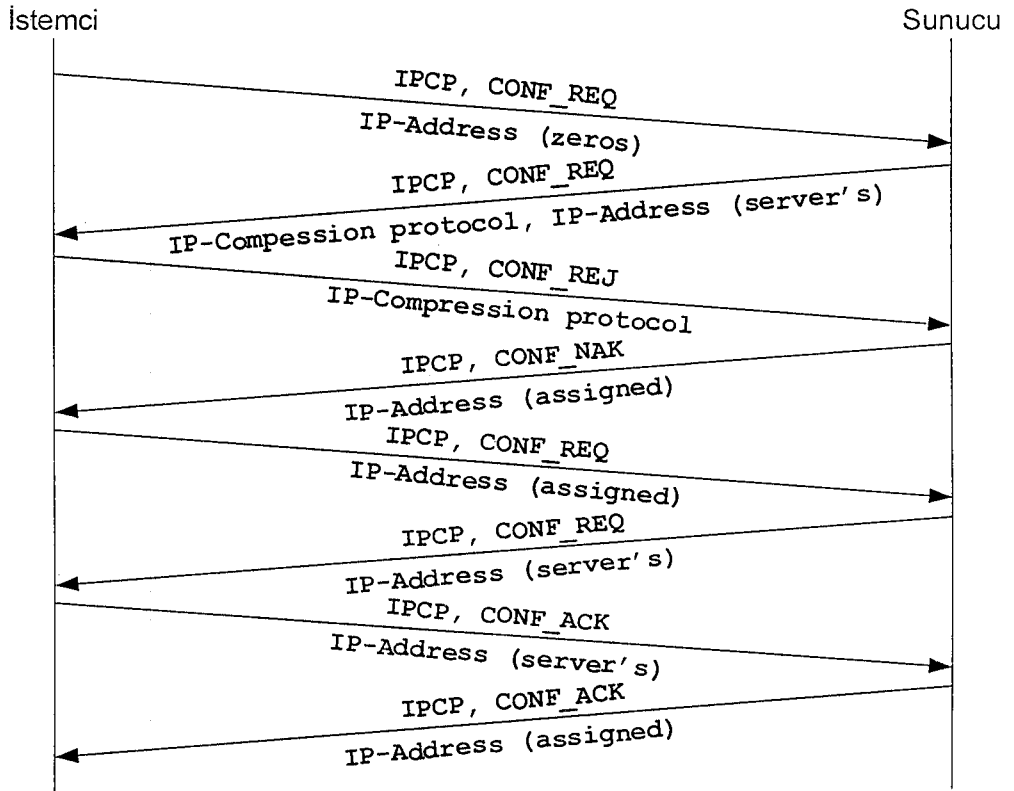 İstemci
Sunucu
IPCP, CONF_REQ
IP-Address (zeros)
IPCP, CONF_REQ
IP-Compession protocol, IP-Address (server's)
IPCP, CONF_REJ
IP-Compression protocol
IPCP, CONF_NAK
IP-Address (assigned)
IPCP, CONF_REQ
IP-Address (assigned)
IPCP, CONF_REQ
IP-Address (server's)
IPCP, CONF_ACK
IP-Address (server's)
IPCP, CONF_ACK
IP-Address (assigned)